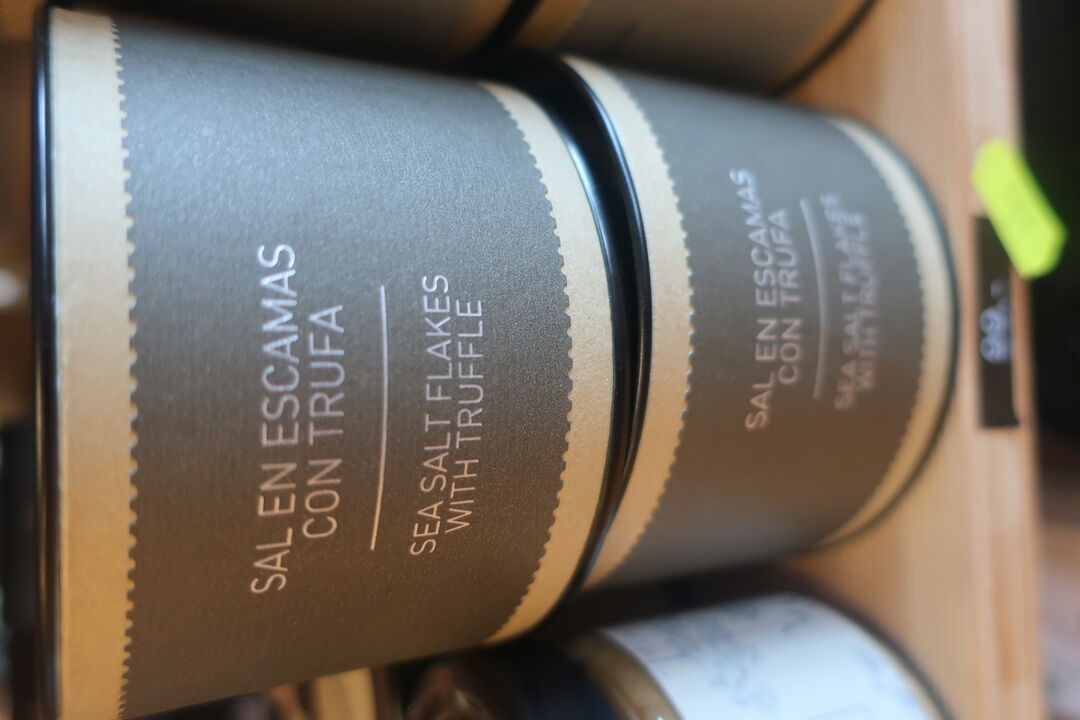 SAL EN ESCAMAS
CON TRUFA
SEA SALT FLAKES
WITH TRUFFLE
SAL EN ESCAMAS
CON TRUFA
SEA SALT FLAKES
WITH TRUFFLE